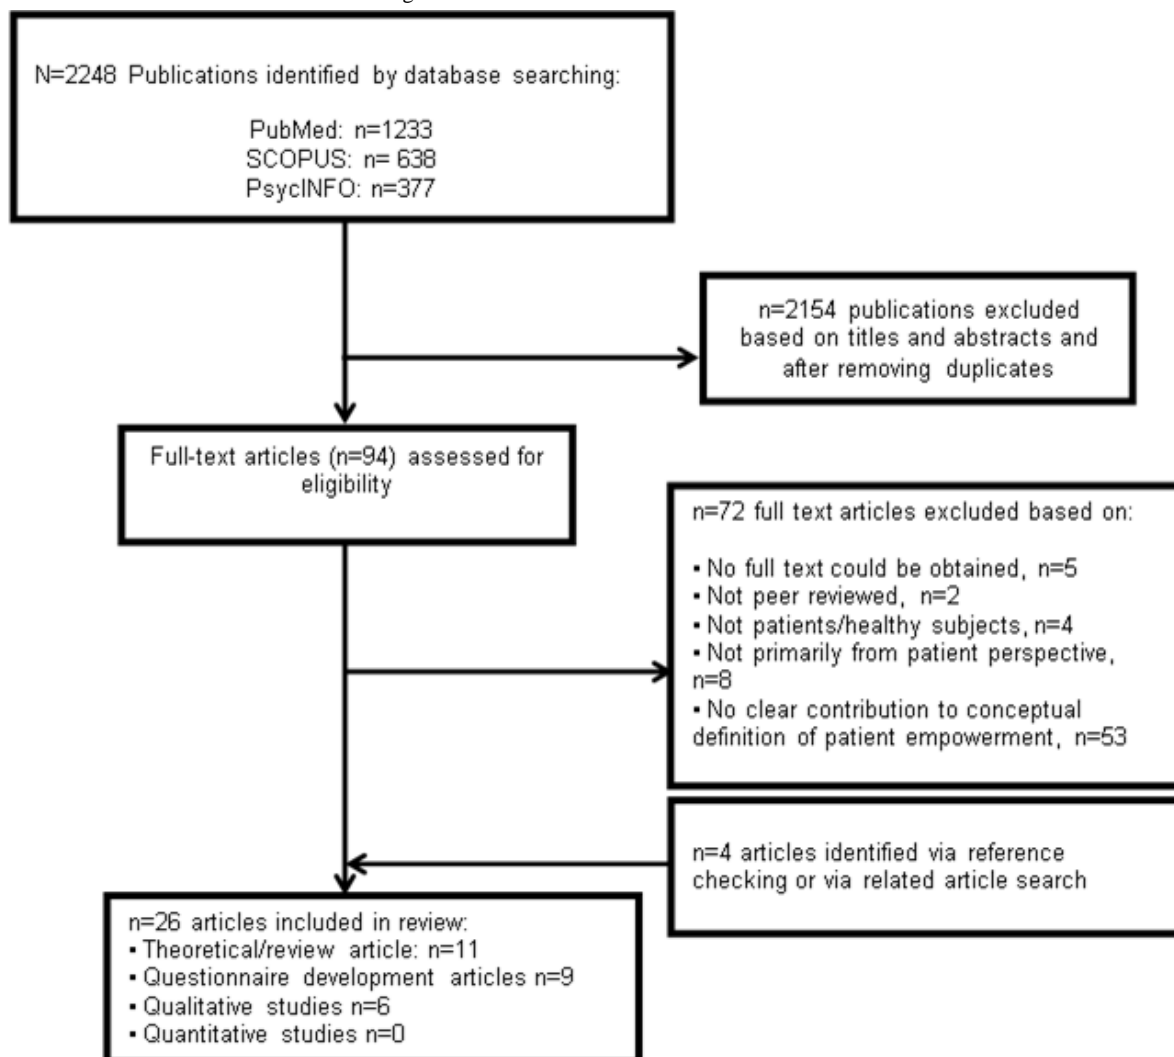 N=2248 Publications identified by database searching:
PubMed: n=1233
SCOPUS: n= 638
PsycINFO: n=377
n=2154 publications excluded
based on titles and abstracts and
after removing duplicates
Full-text articles (n=94) assessed for
eligibility
n=72 full text articles excluded based on:
▪ No full text could be obtained, n=5
▪ Not peer reviewed, n=2
▪ Not patients/healthy subjects, n=4
▪ Not primarily from patient perspective,
n=8
▪ No clear contribution to conceptual
definition of patient empowerment, n=53
n=4 articles identified via reference
checking or via related article search
n=26 articles included in review:
▪ Theoretical/review article: n=11
▪ Questionnaire development articles n=9
▪ Qualitative studies n=6
▪ Quantitative studies n=0